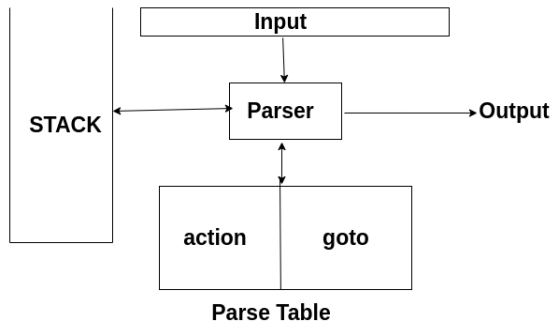 Input
STACK
Parser
Output
action
goto
Parse Table